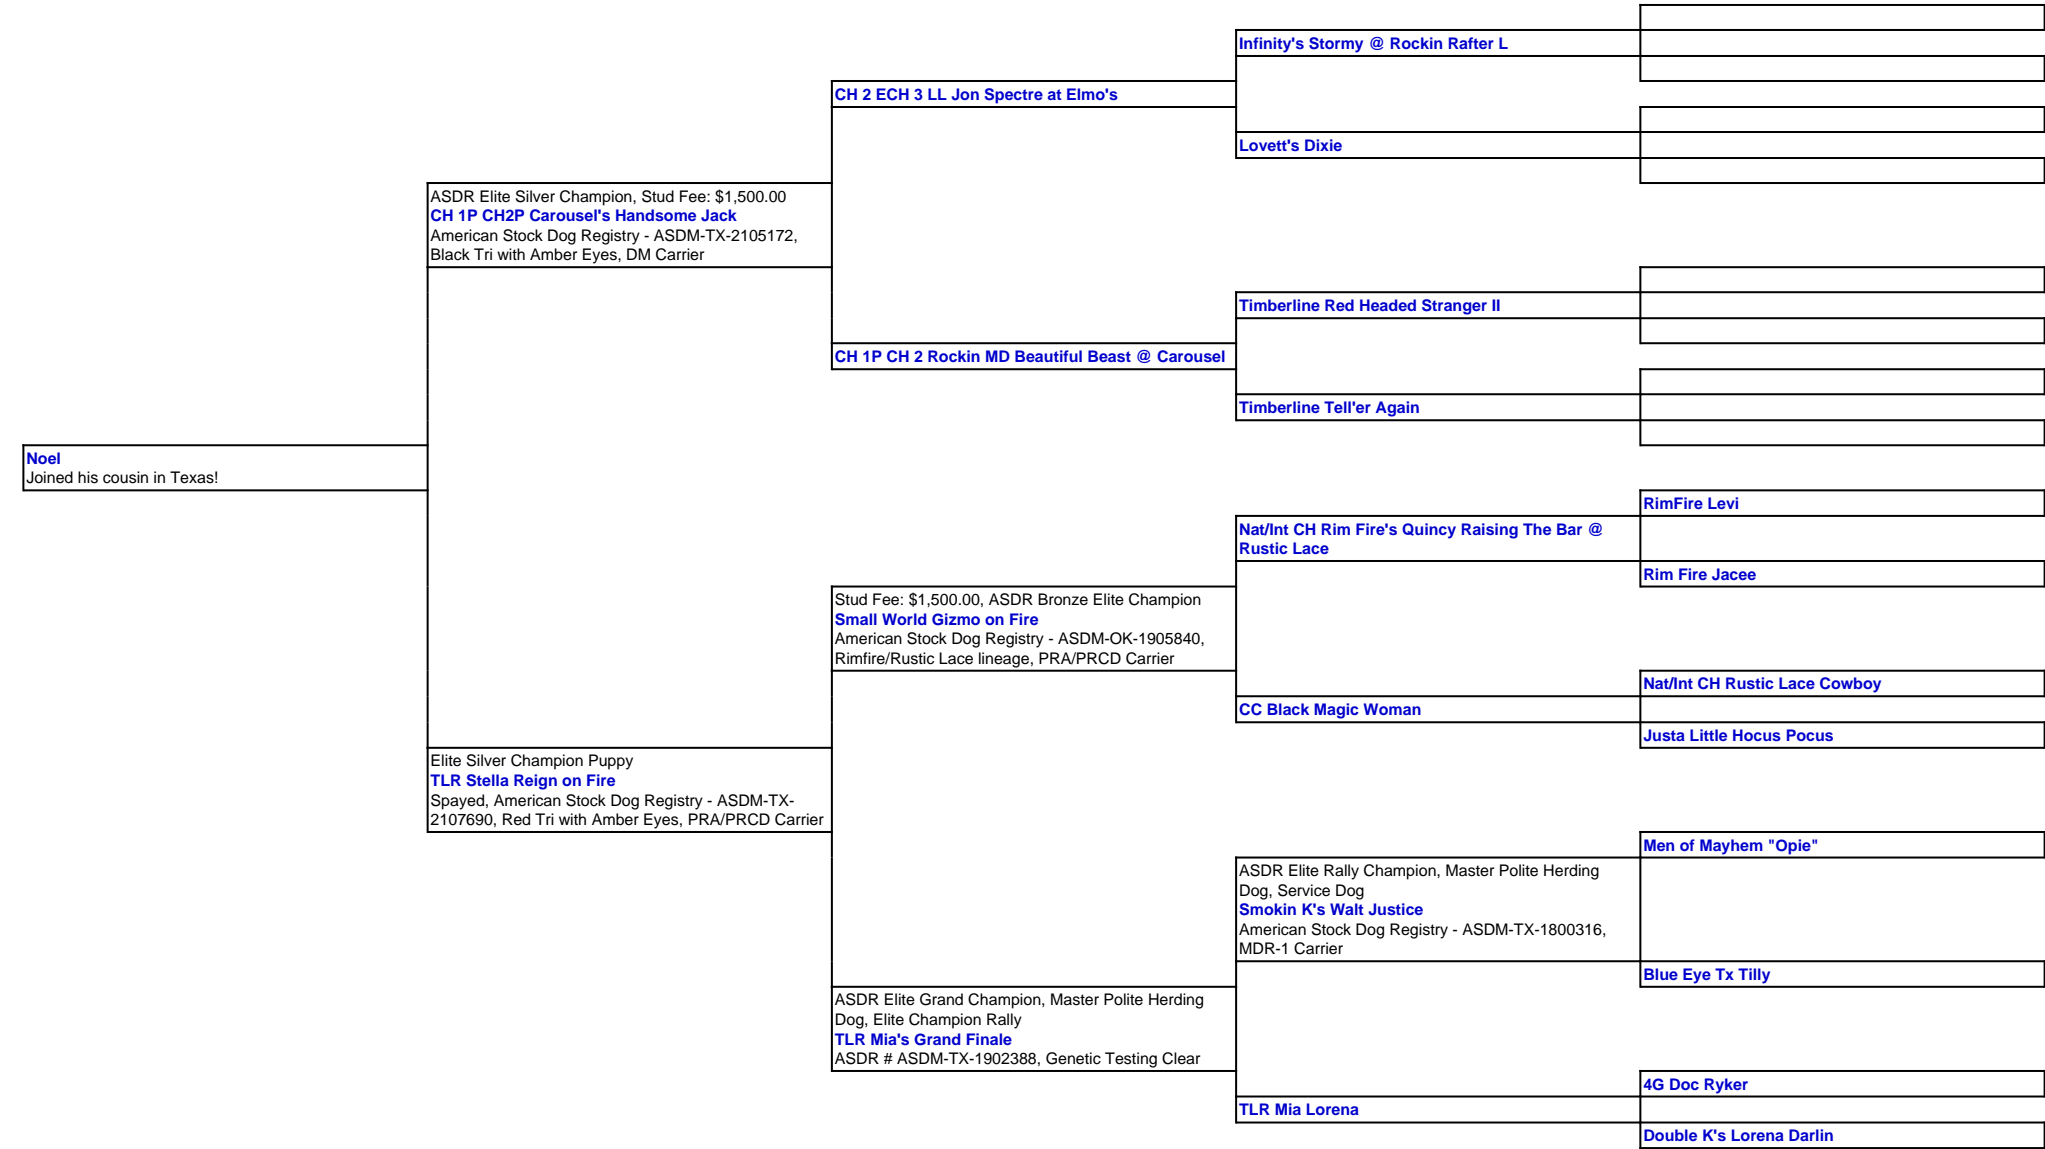 Infinity's Stormy @ Rockin Rafter L
CH 2 ECH 3 LL Jon Spectre at Elmo's
Lovett's Dixie
ASDR Elite Silver Champion, Stud Fee: $1,500.00
CH 1P CH2P Carousel's Handsome Jack
American Stock Dog Registry - ASDM-TX-2105172,
Black Tri with Amber Eyes, DM Carrier
Timberline Red Headed Stranger II
CH 1P CH 2 Rockin MD Beautiful Beast @ Carousel
Timberline Tell'er Again
Noel
Joined his cousin in Texas!
RimFire Levi
Nat/Int CH Rim Fire's Quincy Raising The Bar @
Rustic Lace
Rim Fire Jacee
Stud Fee: $1,500.00, ASDR Bronze Elite Champion
Small World Gizmo on Fire
American Stock Dog Registry - ASDM-OK-1905840,
Rimfire/Rustic Lace lineage, PRA/PRCD Carrier
Nat/Int CH Rustic Lace Cowboy
CC Black Magic Woman
Justa Little Hocus Pocus
Elite Silver Champion Puppy
TLR Stella Reign on Fire
Spayed, American Stock Dog Registry - ASDM-TX-
2107690, Red Tri with Amber Eyes, PRA/PRCD Carrier
Men of Mayhem "Opie"
ASDR Elite Rally Champion, Master Polite Herding
Dog, Service Dog
Smokin K's Walt Justice
American Stock Dog Registry - ASDM-TX-1800316,
MDR-1 Carrier
Blue Eye Tx Tilly
ASDR Elite Grand Champion, Master Polite Herding
Dog, Elite Champion Rally
TLR Mia's Grand Finale
ASDR # ASDM-TX-1902388, Genetic Testing Clear
4G Doc Ryker
TLR Mia Lorena
Double K's Lorena Darlin